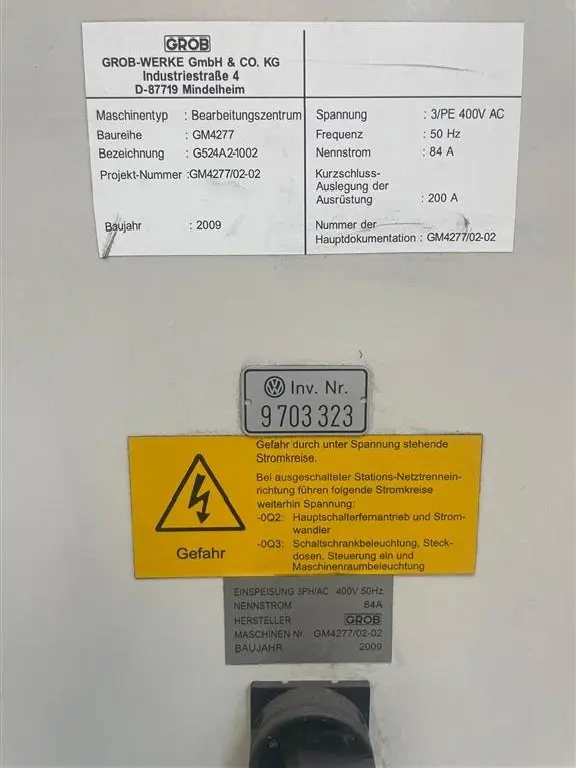 GROB
GROB-WERKE GmbH & CO. KG
Industriestraße 4
D-87719 Mindelheim
Maschinentyp : Bearbeitungszentrum
Baureihe : GM4277
Bezeichnung : G524A2-1002
Projekt-Nummer :GM4277/02-02
Baujahr : 2009
Spannung : 3/PE 400V AC
Frequenz : 50 Hz
Nennstrom : 84 A
Kurzschluss-
Auslegung der
Ausrüstung : 200 A
Nummer der
Hauptdokumentation : GM4277/02-02
VW Inv. Nr.
9 703 323
Gefahr
Gefahr durch unter Spannung stehende
Stromkreise.
Bei ausgeschalteter Stations-Netztrennein-
richtung führen folgende Stromkreise
weiterhin Spannung:
-0Q2: Hauptschalterfernantrieb und Strom-
wandler
-0Q3: Schaltschrankbeleuchtung, Steck-
dosen, Steuerung ein und
Maschinenraumbeleuchtung
EINSPEISUNG 3PH/AC 400V 50Hz
NENNSTROM 84A
HERSTELLER GROB
MASCHINEN Nr. GM4277/02-02
BAUJAHR 2009